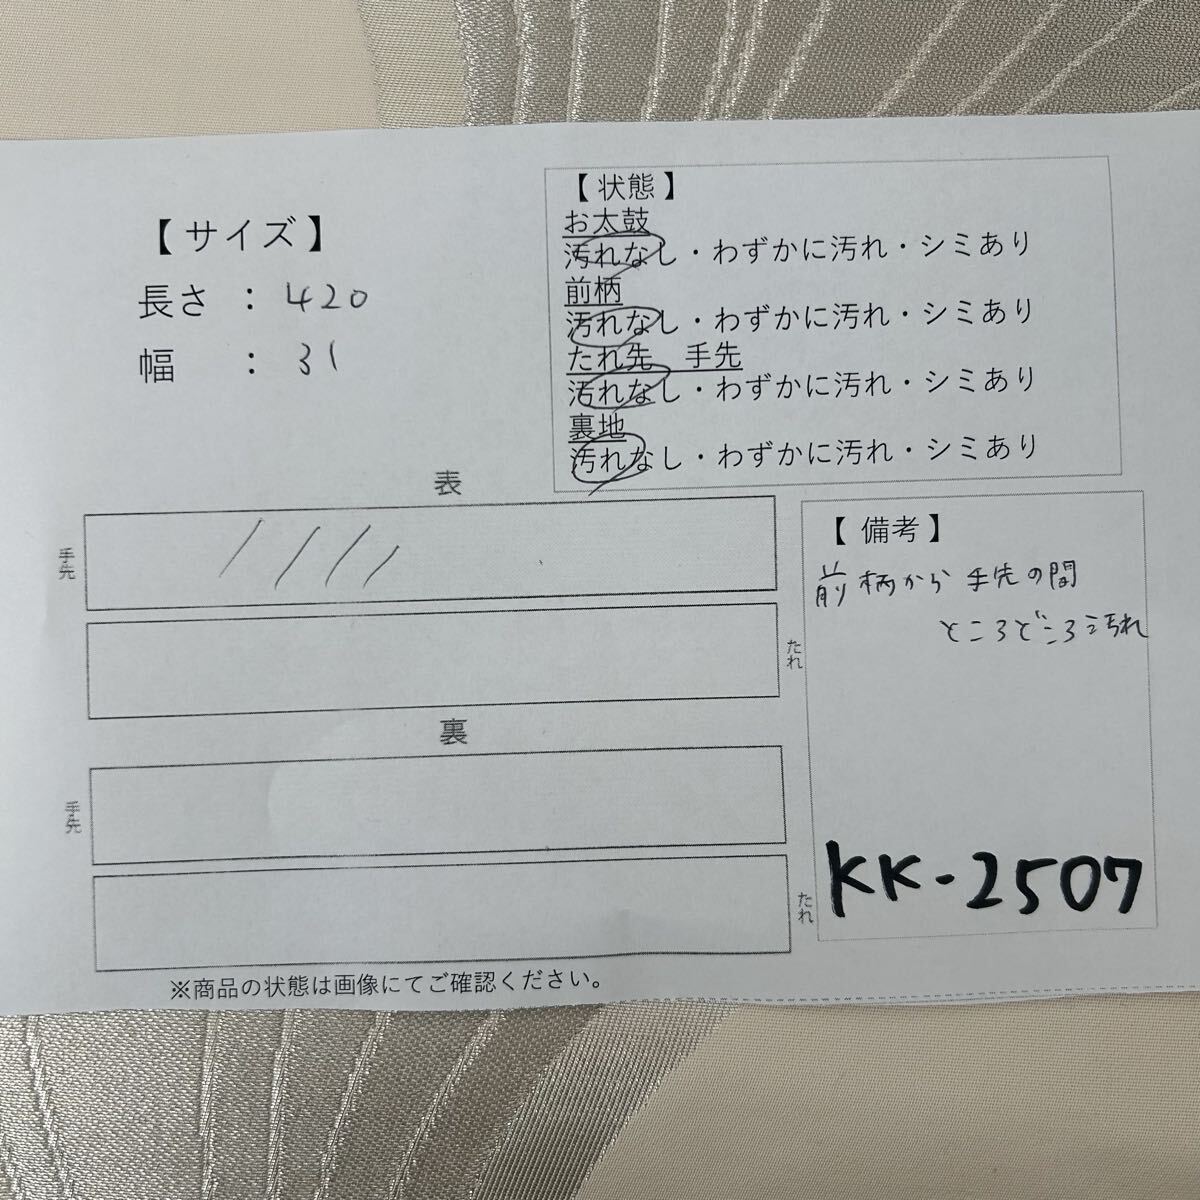 【 サイズ 】
長さ ： 420
幅 ： 31
【 状態 】
お太鼓
汚れなし・わずかに汚れ・シミあり
前柄
汚れなし・わずかに汚れ・シミあり
たれ先 手先
汚れなし・わずかに汚れ・シミあり
裏地
汚れなし・わずかに汚れ・シミあり
表
手先
たれ
裏
手先
たれ
【 備考 】
前柄から手先の間
ところどころ汚れ
KK-2507
※商品の状態は画像にてご確認ください。